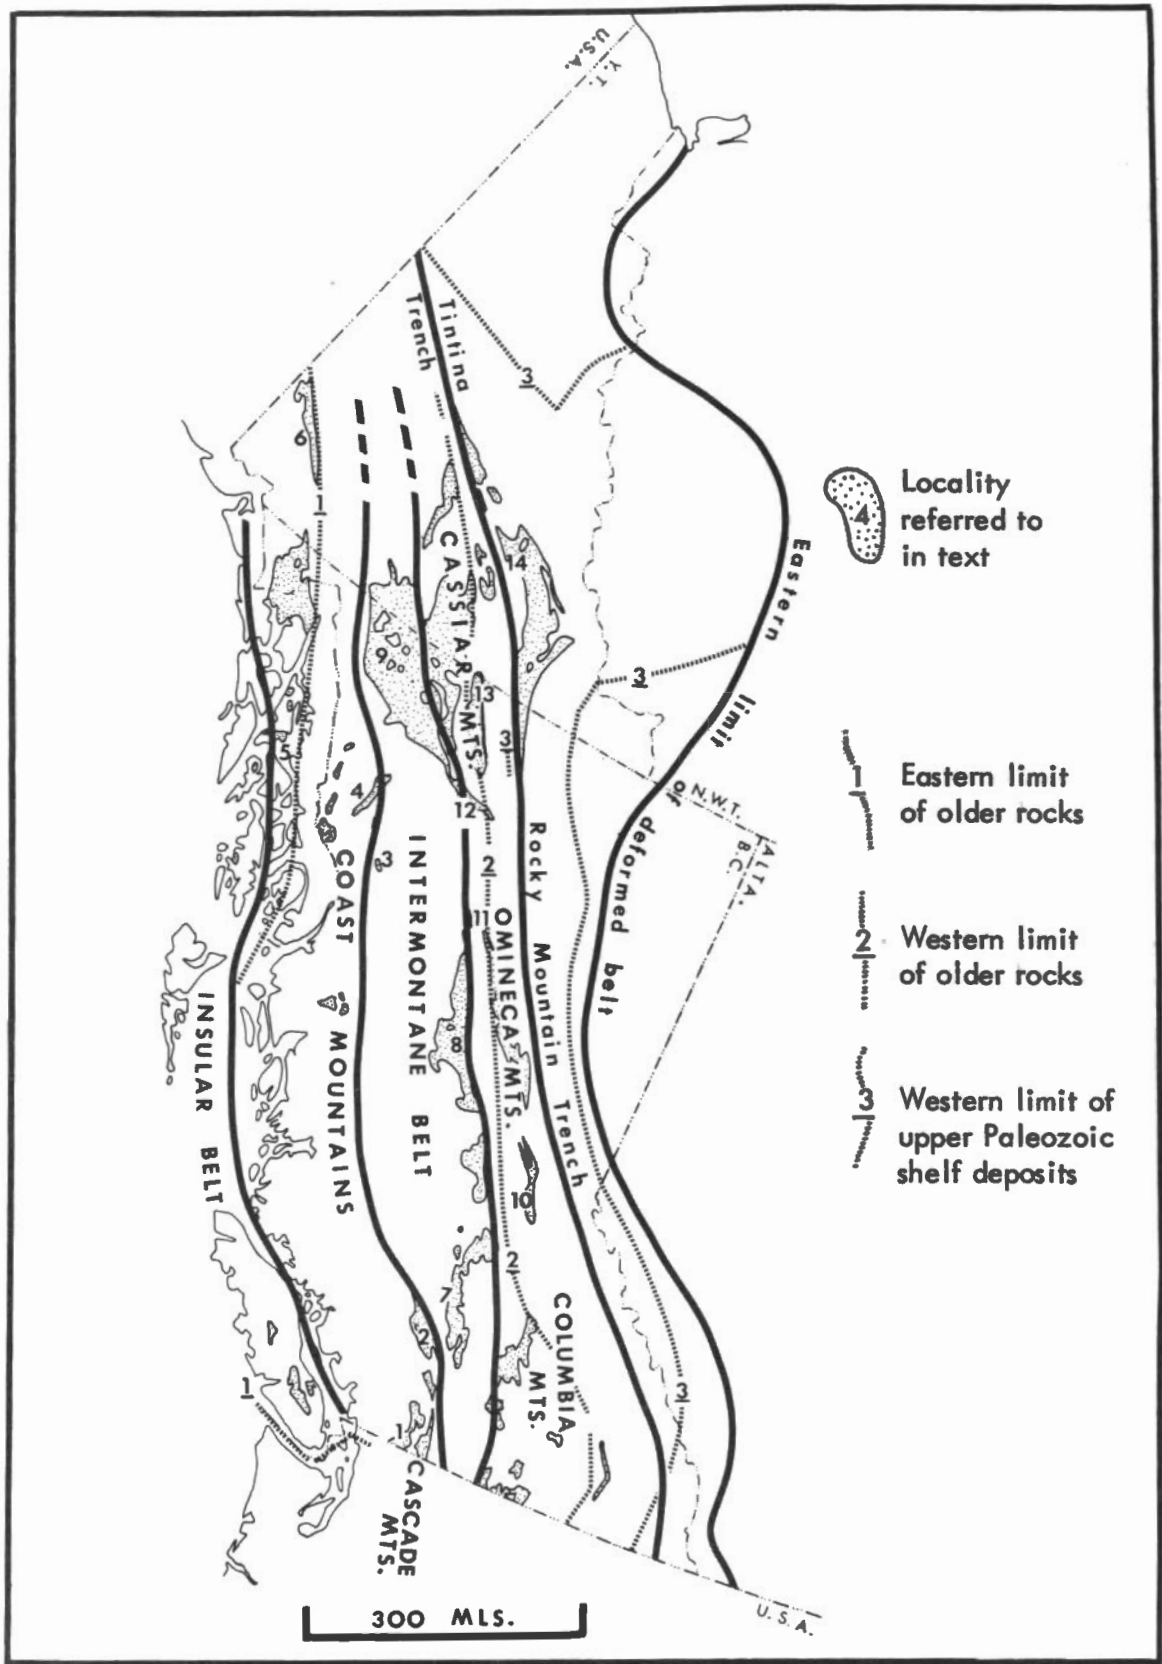 U.S.A.
Y.T.
Tintina
Trench
3
6
1
CASSIAR MTS.
14
9
13
3
3
5
4
3
12
2
11
Eastern limit of deformed belt
N.W.T.
ALTA.
B.C.
Rocky Mountain Trench
COAST MOUNTAINS
INTERMONTANE BELT
OMINECA MTS.
INSULAR BELT
8
10
2
7
2
COLUMBIA
MTS.
3
1
1
CASCADE
MTS.
300 MLS.
U.S.A.
4
Locality
referred to
in text
1
Eastern limit
of older rocks
2
Western limit
of older rocks
3
Western limit of
upper Paleozoic
shelf deposits